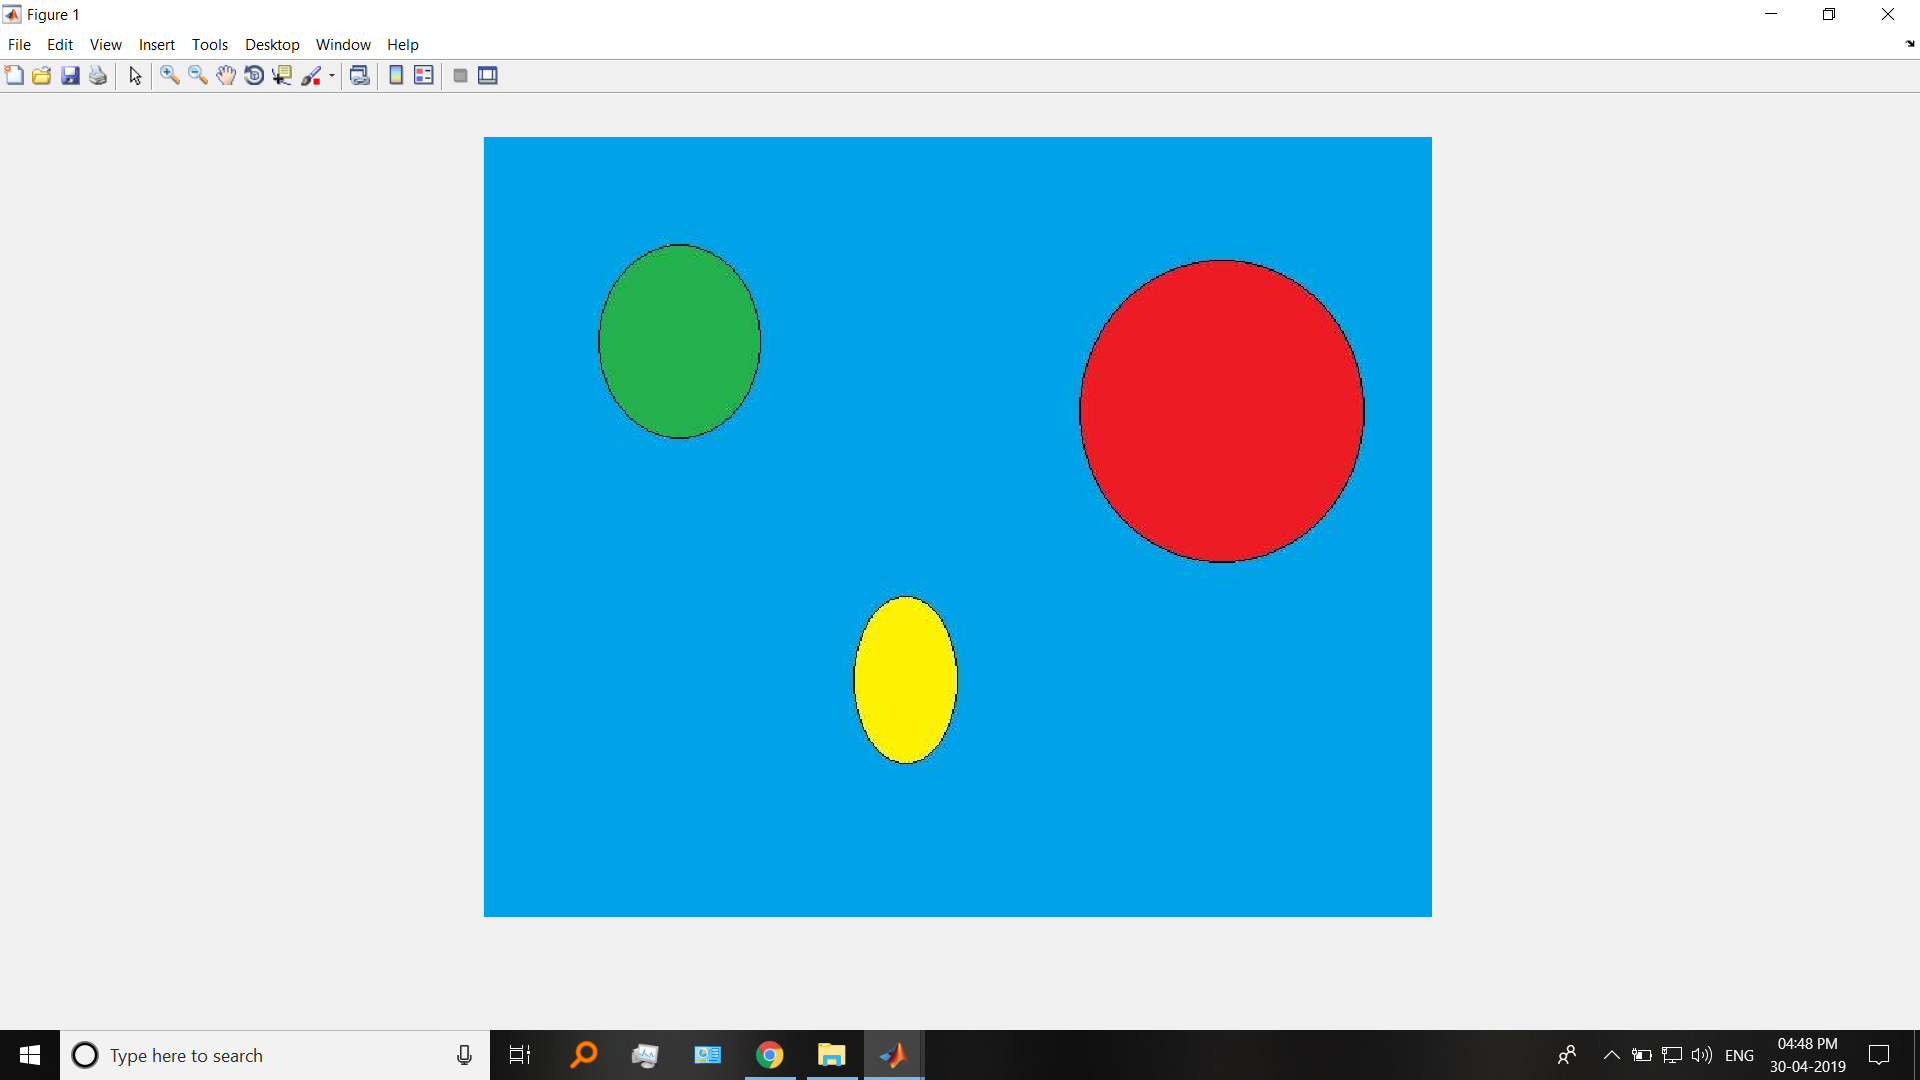 Figure 1
File Edit View Insert Tools Desktop Window Help
Type here to search
ENG
04:48 PM
30-04-2019